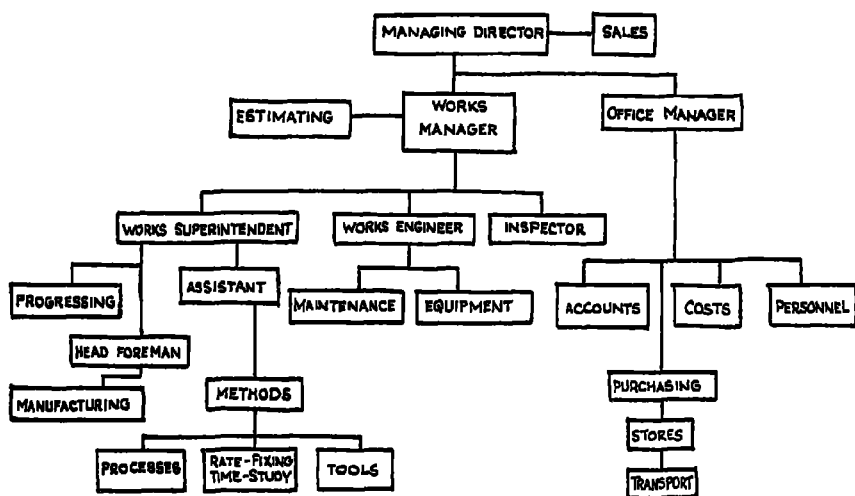 MANAGING DIRECTOR
SALES
ESTIMATING
WORKS
MANAGER
OFFICE MANAGER
WORKS SUPERINTENDENT
WORKS ENGINEER
INSPECTOR
PROGRESSING
ASSISTANT
MAINTENANCE
EQUIPMENT
ACCOUNTS
COSTS
PERSONNEL
HEAD FOREMAN
MANUFACTURING
METHODS
PURCHASING
STORES
PROCESSES
RATE-FIXING
TIME-STUDY
TOOLS
TRANSPORT